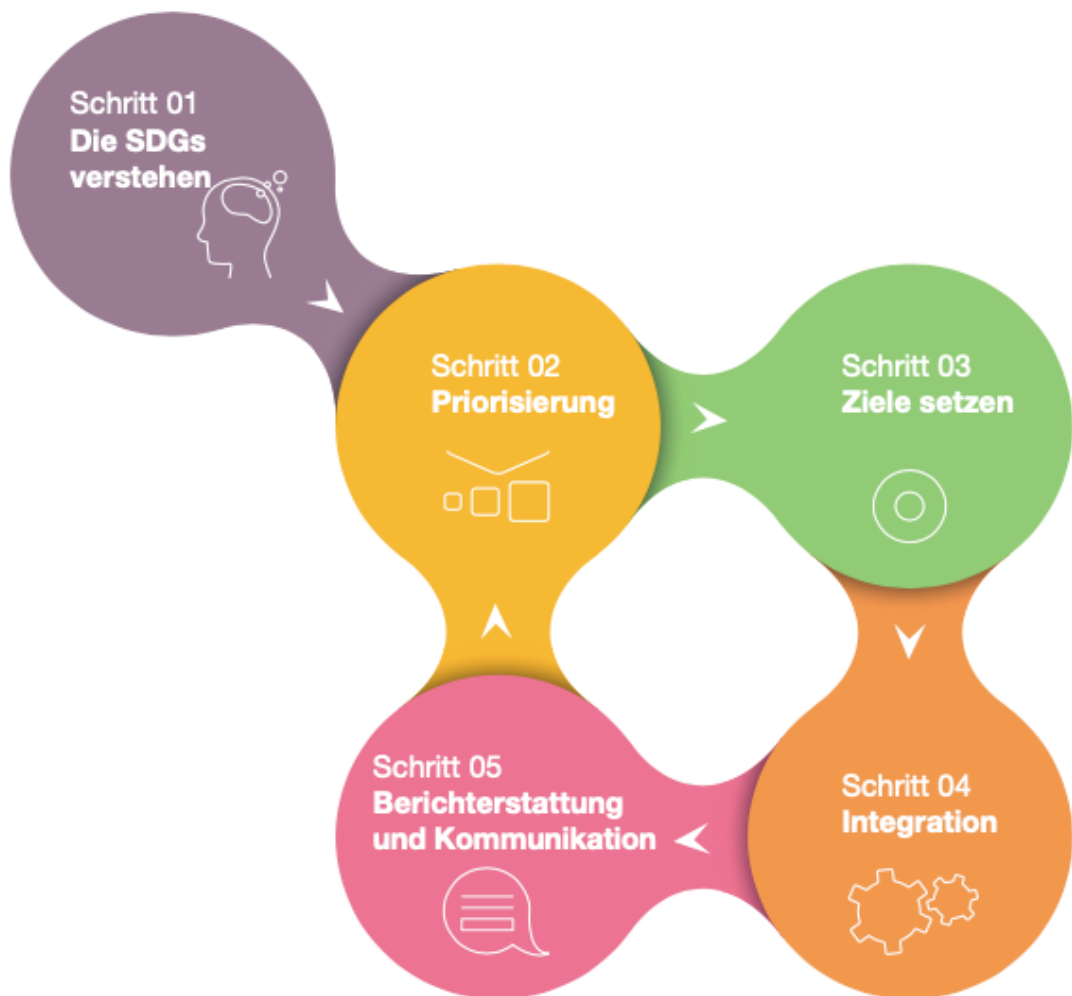 Schritt 01
Die SDGs
verstehen
Schritt 02
Priorisierung
Schritt 03
Ziele setzen
Schritt 04
Integration
Schritt 05
Berichterstattung
und Kommunikation